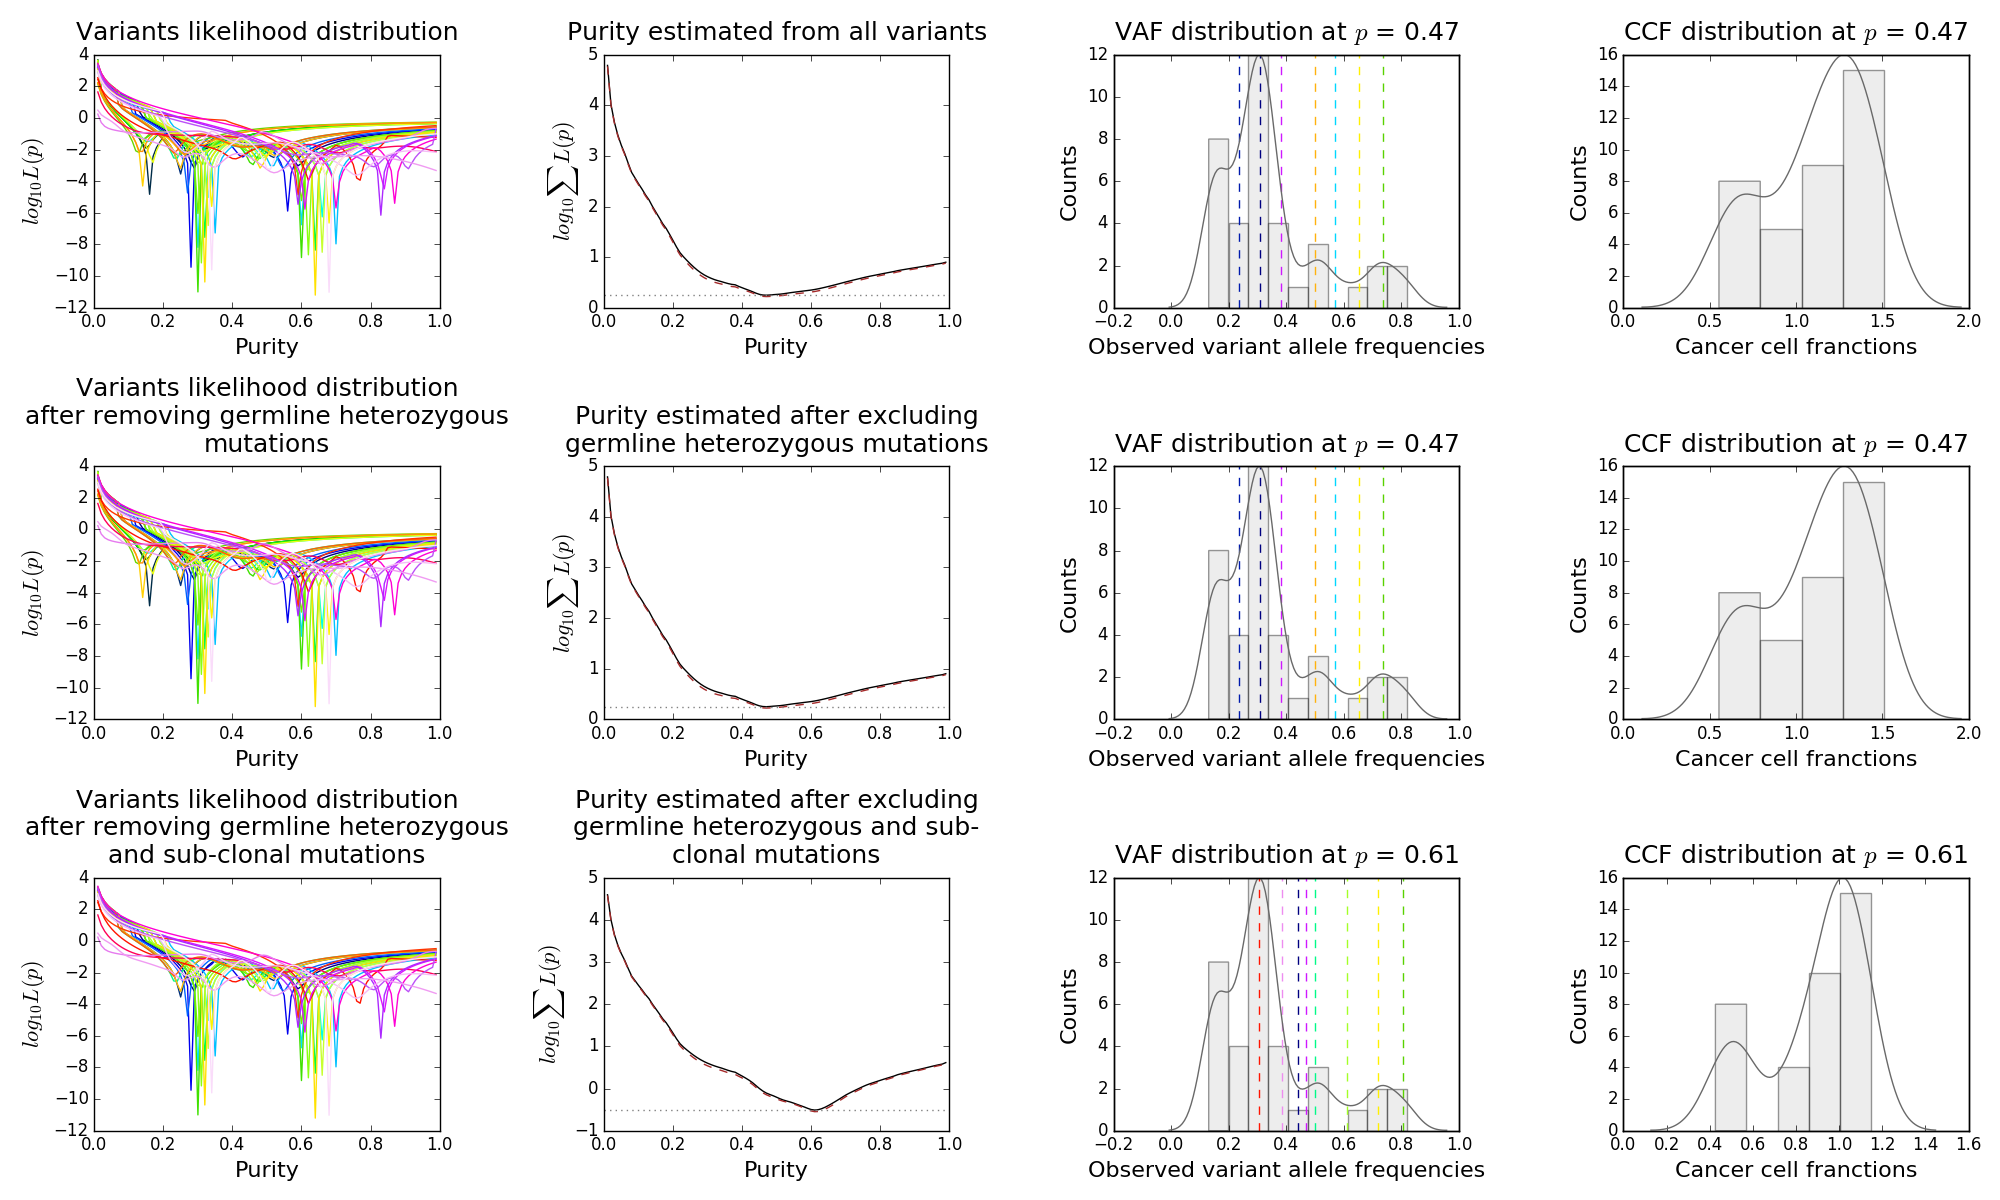 Variants likelihood distribution
4
2
0
−2
−4
−6
−8
−10
−12
0.0 0.2 0.4 0.6 0.8 1.0
log10L(p)
Purity
Purity estimated from all variants
5
4
3
2
1
0
0.0 0.2 0.4 0.6 0.8 1.0
log10∑L(p)
Purity
VAF distribution at p = 0.47
12
10
8
6
4
2
0
−0.2 0.0 0.2 0.4 0.6 0.8 1.0
Counts
Observed variant allele frequencies
CCF distribution at p = 0.47
16
14
12
10
8
6
4
2
0
0.0 0.5 1.0 1.5 2.0
Counts
Cancer cell franctions
Variants likelihood distribution
after removing germline heterozygous
mutations
4
2
0
−2
−4
−6
−8
−10
−12
0.0 0.2 0.4 0.6 0.8 1.0
log10L(p)
Purity
Purity estimated after excluding
germline heterozygous mutations
5
4
3
2
1
0
0.0 0.2 0.4 0.6 0.8 1.0
log10∑L(p)
Purity
VAF distribution at p = 0.47
12
10
8
6
4
2
0
−0.2 0.0 0.2 0.4 0.6 0.8 1.0
Counts
Observed variant allele frequencies
CCF distribution at p = 0.47
16
14
12
10
8
6
4
2
0
0.0 0.5 1.0 1.5 2.0
Counts
Cancer cell franctions
Variants likelihood distribution
after removing germline heterozygous
and sub-clonal mutations
4
2
0
−2
−4
−6
−8
−10
−12
0.0 0.2 0.4 0.6 0.8 1.0
log10L(p)
Purity
Purity estimated after excluding
germline heterozygous and sub-
clonal mutations
5
4
3
2
1
0
−1
0.0 0.2 0.4 0.6 0.8 1.0
log10∑L(p)
Purity
VAF distribution at p = 0.61
12
10
8
6
4
2
0
−0.2 0.0 0.2 0.4 0.6 0.8 1.0
Counts
Observed variant allele frequencies
CCF distribution at p = 0.61
16
14
12
10
8
6
4
2
0
0.0 0.2 0.4 0.6 0.8 1.0 1.2 1.4 1.6
Counts
Cancer cell franctions